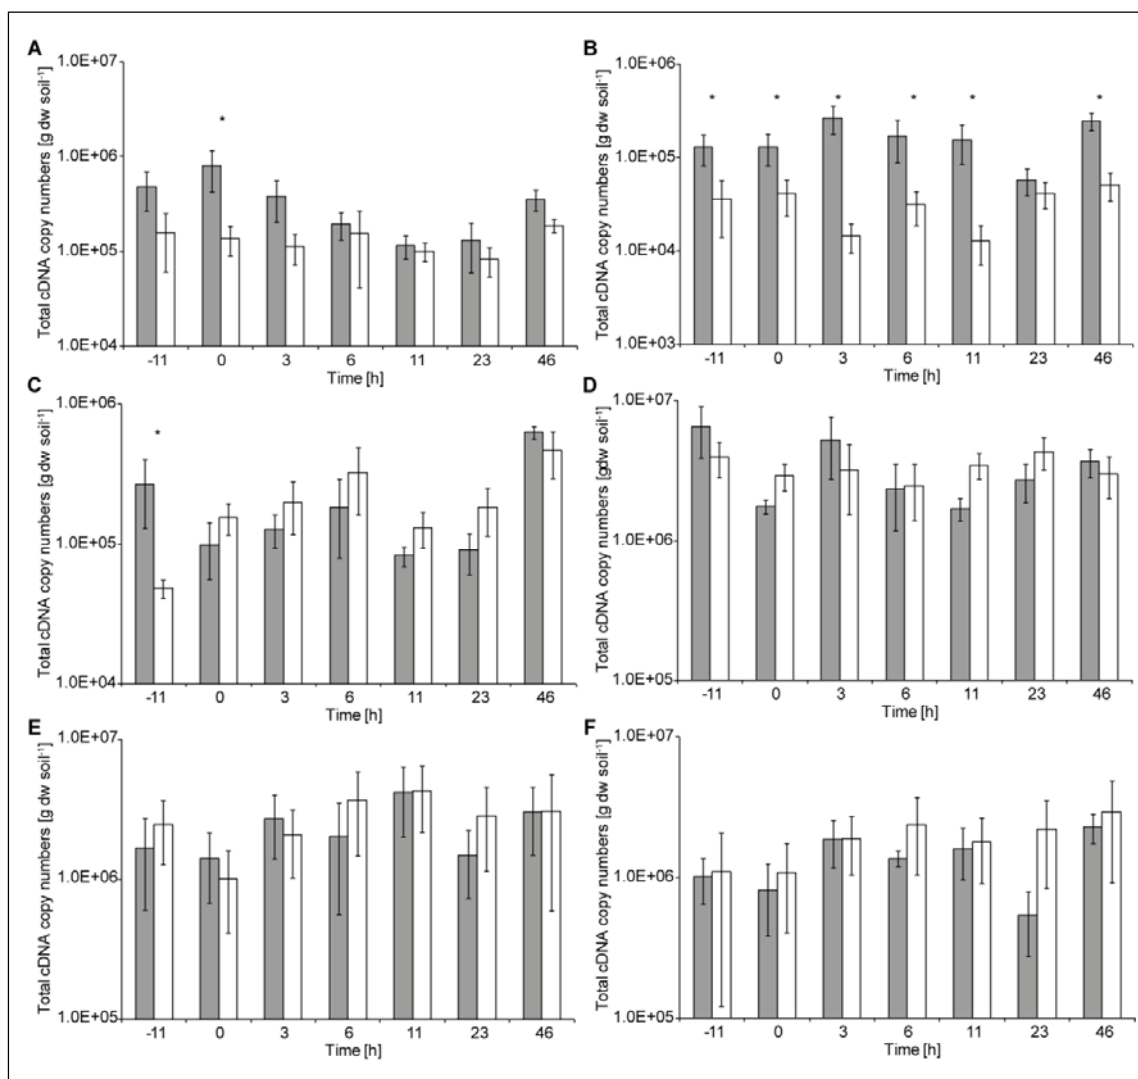 A
Total cDNA copy numbers [g dw soil-1]
1.0E+07
1.0E+06
1.0E+05
1.0E+04
*
-11 0 3 6 11 23 46
Time [h]
B
Total cDNA copy numbers [g dw soil-1]
1.0E+06
1.0E+05
1.0E+04
1.0E+03
* * * * * *
-11 0 3 6 11 23 46
Time [h]
C
Total cDNA copy numbers [g dw soil-1]
1.0E+06
1.0E+05
1.0E+04
*
-11 0 3 6 11 23 46
Time [h]
D
Total cDNA copy numbers [g dw soil-1]
1.0E+07
1.0E+06
1.0E+05
-11 0 3 6 11 23 46
Time [h]
E
Total cDNA copy numbers [g dw soil-1]
1.0E+07
1.0E+06
1.0E+05
-11 0 3 6 11 23 46
Time [h]
F
Total cDNA copy numbers [g dw soil-1]
1.0E+07
1.0E+06
1.0E+05
-11 0 3 6 11 23 46
Time [h]